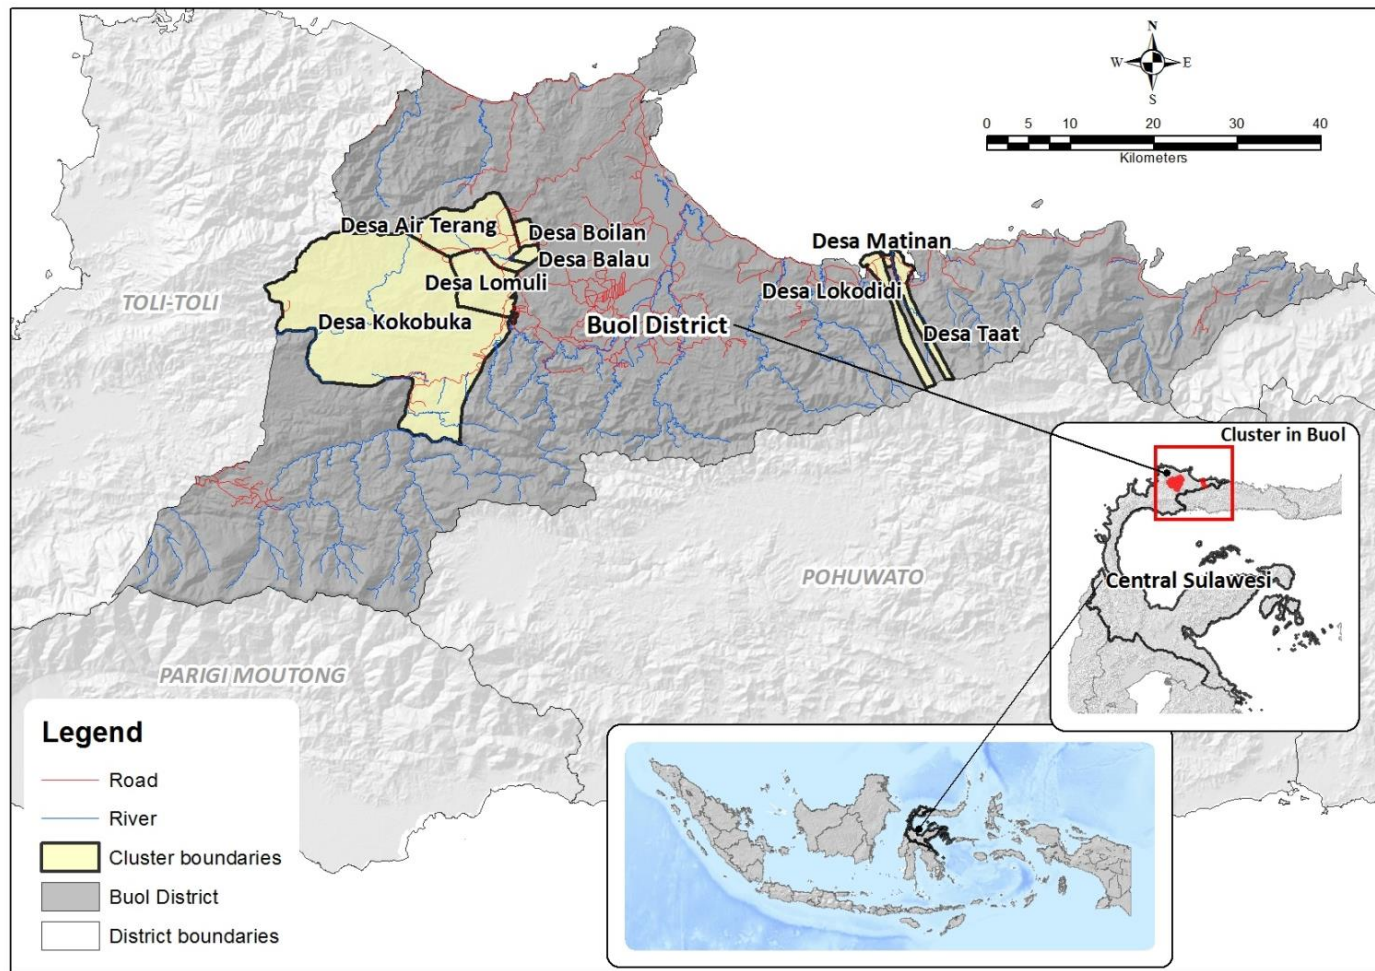 N
W E
S
0 5 10 20 30 40
Kilometers
Desa Air Terang
Desa Boilan
Desa Balau
Desa Lomuli
Desa Kokobuka
Desa Matinan
Desa Lokodidi
Desa Taat
Buol District
TOLI-TOLI
POHUWATO
PARIGI MOUTONG
Cluster in Buol
Central Sulawesi
Legend
Road
River
Cluster boundaries
Buol District
District boundaries